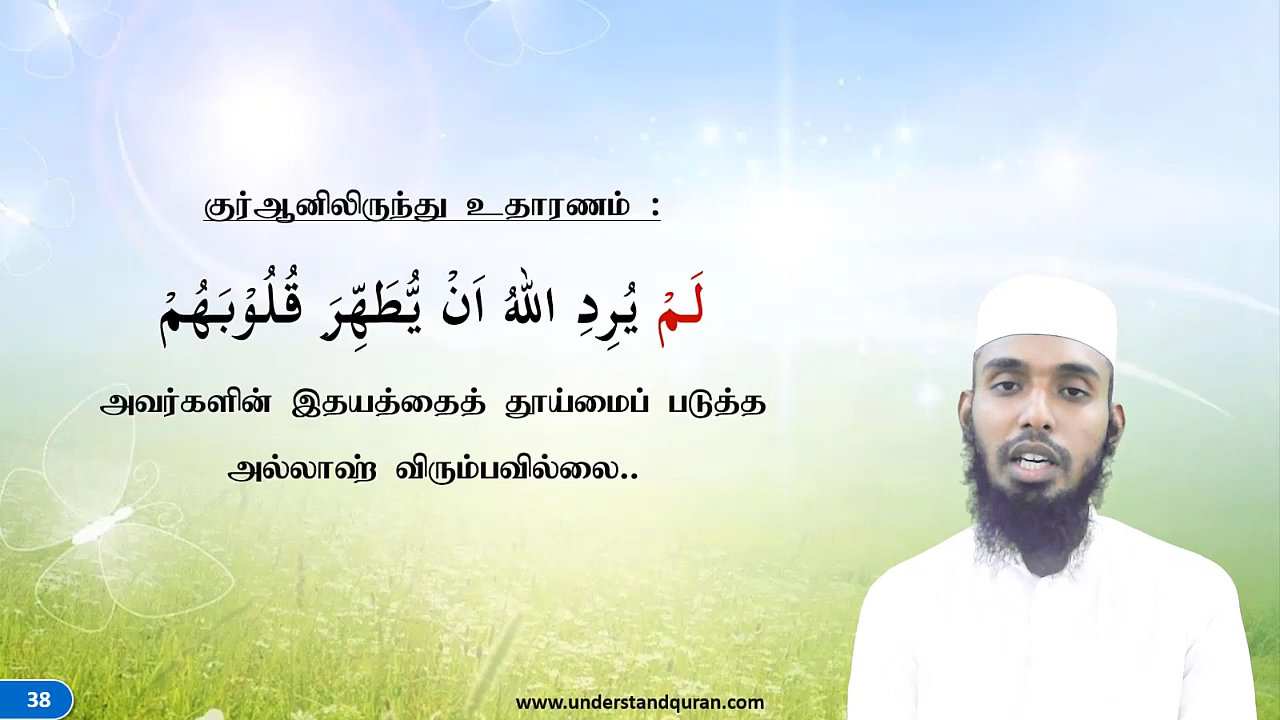 குர்ஆனிலிருந்து உதாரணம் :
لَمْ يُرِدِ اللّٰهُ اَنْ يُّطَهِّرَ قُلُوْبَهُمْ
அவர்களின் இதயத்தைத் தூய்மைப் படுத்த
அல்லாஹ் விரும்பவில்லை..
38
www.understandquran.com